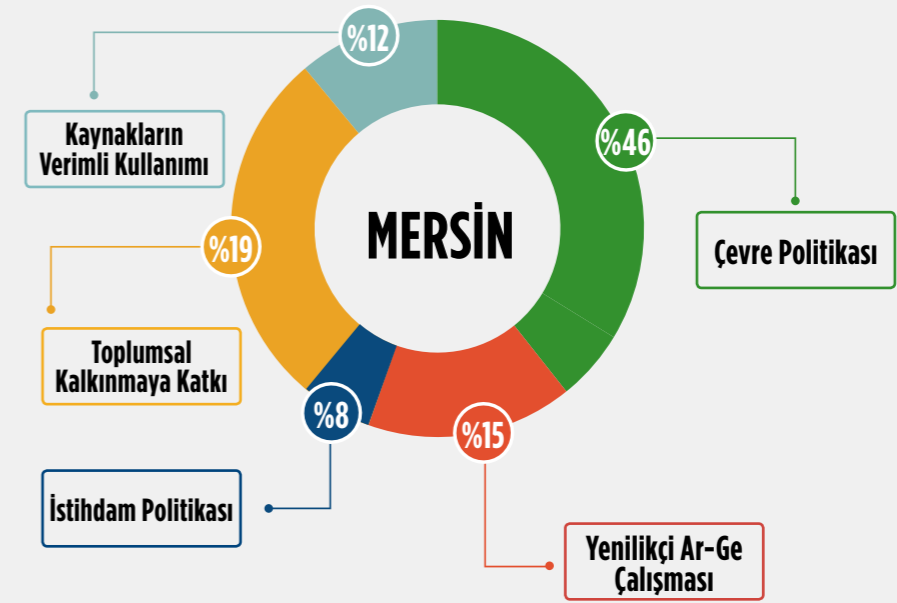 %12
Kaynakların
Verimli Kullanımı
%46
Çevre Politikası
MERSİN
%19
Toplumsal
Kalkınmaya Katkı
%8
İstihdam Politikası
%15
Yenilikçi Ar-Ge
Çalışması